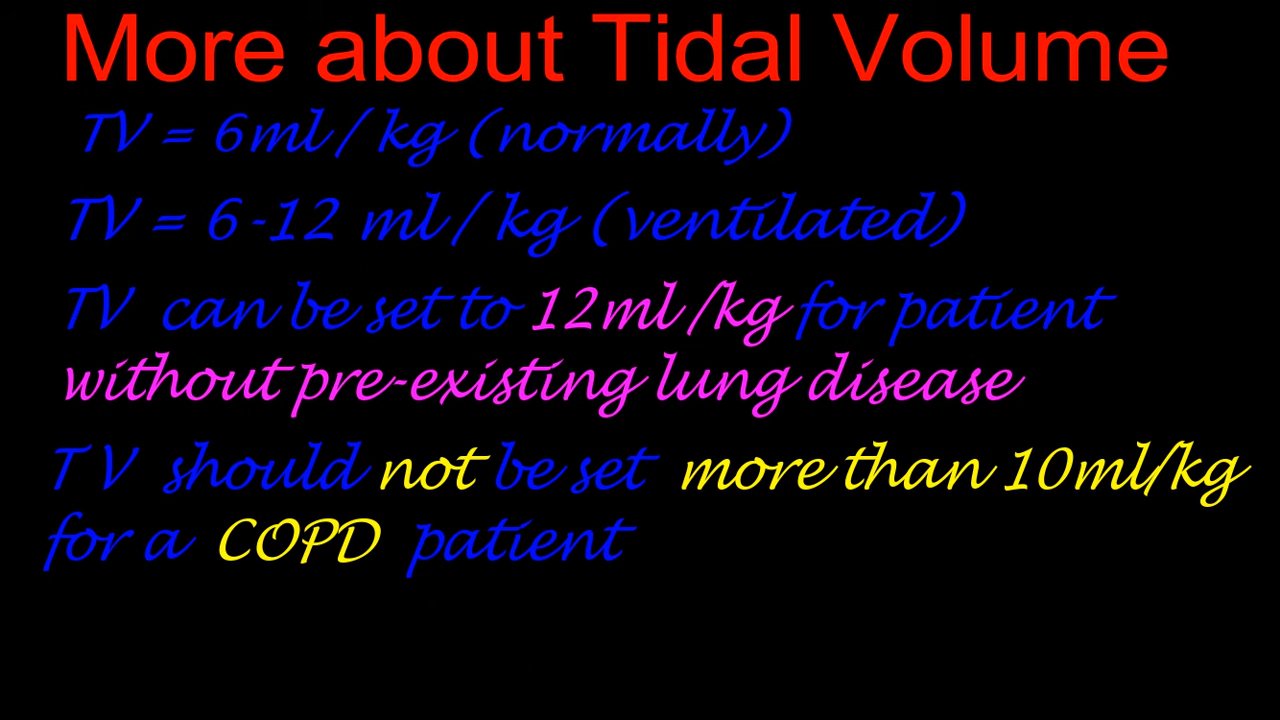 More about Tidal Volume
TV = 6ml / kg (normally)
TV = 6-12 ml / kg (ventilated)
TV can be set to 12ml /kg for patient
without pre-existing lung disease
T V should not be set more than 10ml/kg
for a COPD patient